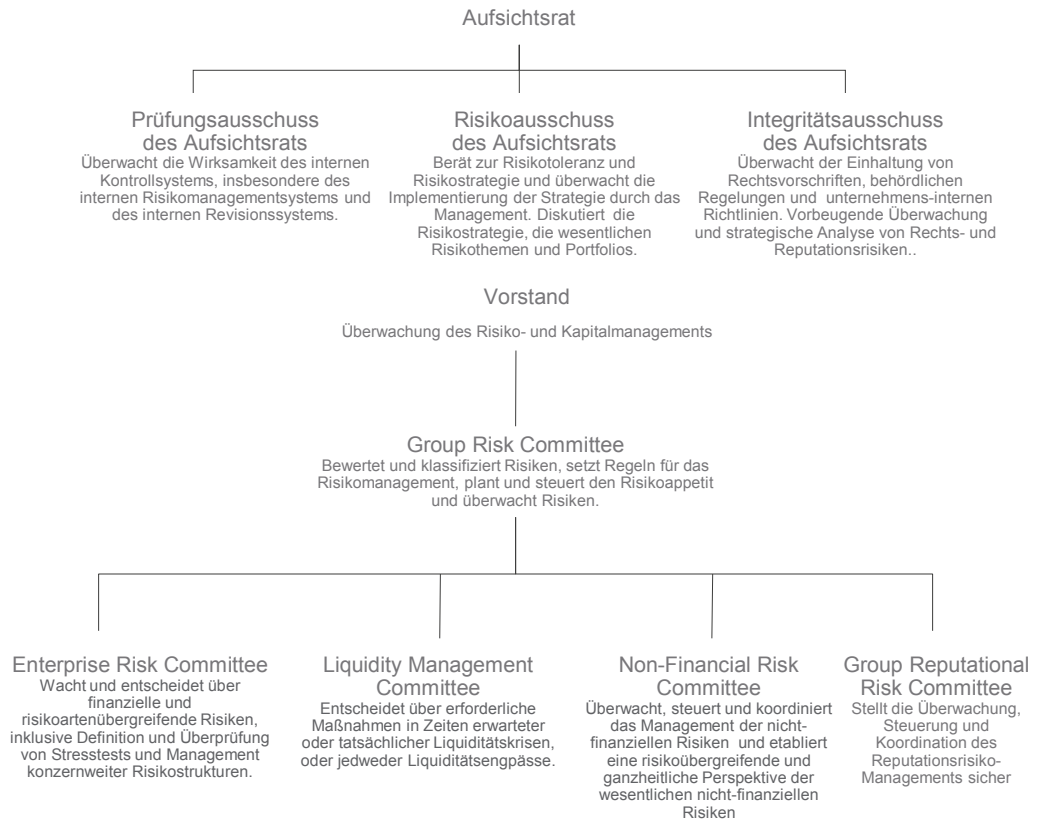 Aufsichtsrat
Prüfungsausschuss
des Aufsichtsrats
Überwacht die Wirksamkeit des internen
Kontrollsystems, insbesondere des
internen Risikomanagementsystems und
des internen Revisionssystems.
Risikoausschuss
des Aufsichtsrats
Berät zur Risikotoleranz und
Risikostrategie und überwacht die
Implementierung der Strategie durch das
Management. Diskutiert die
Risikostrategie, die wesentlichen
Risikothemen und Portfolios.
Integritätsausschuss
des Aufsichtsrats
Überwacht der Einhaltung von
Rechtsvorschriften, behördlichen
Regelungen und unternehmens-internen
Richtlinien. Vorbeugende Überwachung
und strategische Analyse von Rechts- und
Reputationsrisiken..
Vorstand
Überwachung des Risiko- und Kapitalmanagements
Group Risk Committee
Bewertet und klassifiziert Risiken, setzt Regeln für das
Risikomanagement, plant und steuert den Risikoappetit
und überwacht Risiken.
Enterprise Risk Committee
Wacht und entscheidet über
finanzielle und
risikoartenübergreifende Risiken,
inklusive Definition und Überprüfung
von Stresstests und Management
konzernweiter Risikostrukturen.
Liquidity Management
Committee
Entscheidet über erforderliche
Maßnahmen in Zeiten erwarteter
oder tatsächlicher Liquiditätskrisen,
oder jedweder Liquiditätsengpässe.
Non-Financial Risk
Committee
Überwacht, steuert und koordiniert
das Management der nicht-
finanziellen Risiken und etabliert
eine risikoübergreifende und
ganzheitliche Perspektive der
wesentlichen nicht-finanziellen
Risiken
Group Reputational
Risk Committee
Stellt die Überwachung,
Steuerung und
Koordination des
Reputationsrisiko-
Managements sicher